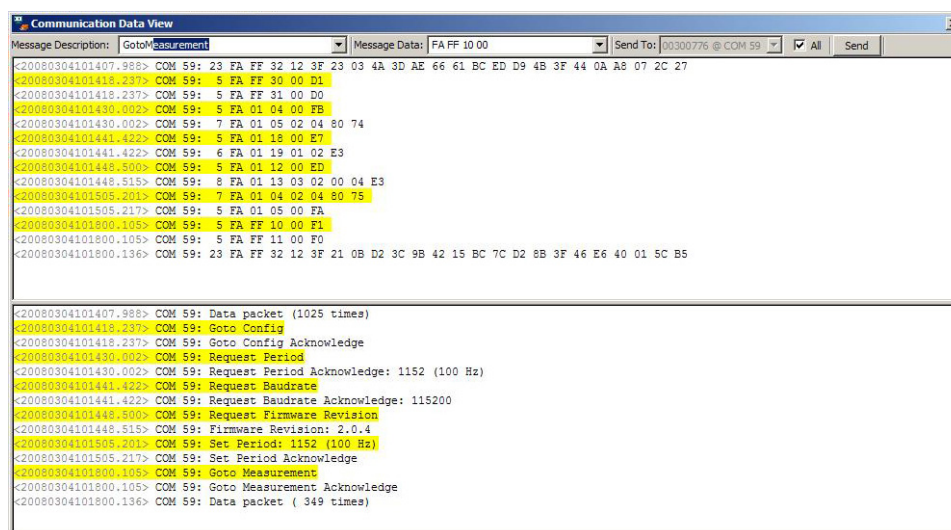 Communication Data View
Message Description: GotoMeasurement Message Data: FA FF 10 00 Send To: 00300776 @ COM 59 All Send
<20080304101407.988> COM 59: 23 FA FF 32 12 3F 23 03 4A 3D AE 66 61 BC ED D9 4B 3F 44 0A A8 07 2C 27
<20080304101418.237> COM 59: 5 FA FF 30 00 D1
<20080304101418.237> COM 59: 5 FA FF 31 00 D0
<20080304101430.002> COM 59: 5 FA 01 04 00 FB
<20080304101430.002> COM 59: 7 FA 01 05 02 04 80 74
<20080304101441.422> COM 59: 5 FA 01 18 00 E7
<20080304101441.422> COM 59: 6 FA 01 19 01 02 E3
<20080304101448.500> COM 59: 5 FA 01 12 00 ED
<20080304101448.515> COM 59: 8 FA 01 13 03 02 00 04 E3
<20080304101505.201> COM 59: 7 FA 01 04 02 04 80 75
<20080304101505.217> COM 59: 5 FA 01 05 00 FA
<20080304101800.105> COM 59: 5 FA FF 10 00 F1
<20080304101800.105> COM 59: 5 FA FF 11 00 F0
<20080304101800.136> COM 59: 23 FA FF 32 12 3F 21 0B D2 3C 9B 42 15 BC 7C D2 8B 3F 46 E6 40 01 5C B5
<20080304101407.988> COM 59: Data packet (1025 times)
<20080304101418.237> COM 59: Goto Config
<20080304101418.237> COM 59: Goto Config Acknowledge
<20080304101430.002> COM 59: Request Period
<20080304101430.002> COM 59: Request Period Acknowledge: 1152 (100 Hz)
<20080304101441.422> COM 59: Request Baudrate
<20080304101441.422> COM 59: Request Baudrate Acknowledge: 115200
<20080304101448.500> COM 59: Request Firmware Revision
<20080304101448.515> COM 59: Firmware Revision: 2.0.4
<20080304101505.201> COM 59: Set Period: 1152 (100 Hz)
<20080304101505.217> COM 59: Set Period Acknowledge
<20080304101800.105> COM 59: Goto Measurement
<20080304101800.105> COM 59: Goto Measurement Acknowledge
<20080304101800.136> COM 59: Data packet ( 349 times)